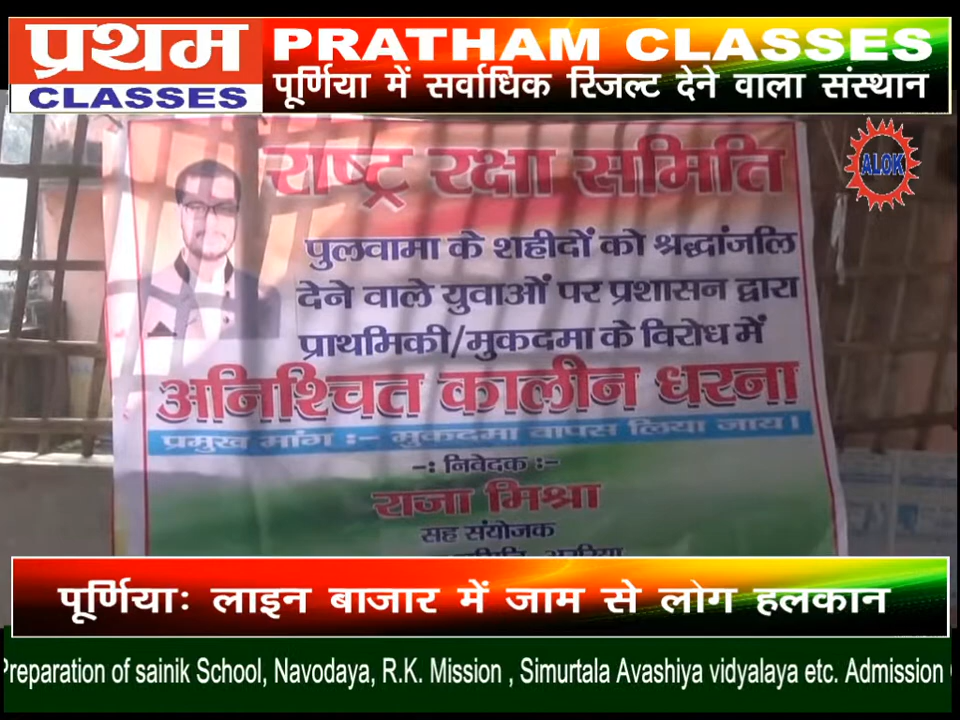 प्रथम
CLASSES
PRATHAM CLASSES
पूर्णिया में सर्वाधिक रिजल्ट देने वाला संस्थान
ALOK
राष्ट्र रक्षा समिति
पुलवामा के शहीदों को श्रद्धांजलि
देने वाले युवाओं पर प्रशासन द्वारा
प्राथमिकी/मुकदमा के विरोध में
अनिश्चित कालीन धरना
प्रमुख मांग :- मुकदमा वापस लिया जाय।
-: निवेदक :-
राजा मिश्रा
सह संयोजक
पूर्णियाः लाइन बाजार में जाम से लोग हलकान
Preparation of sainik School, Navodaya, R.K. Mission , Simurtala Avashiya vidyalaya etc. Admission